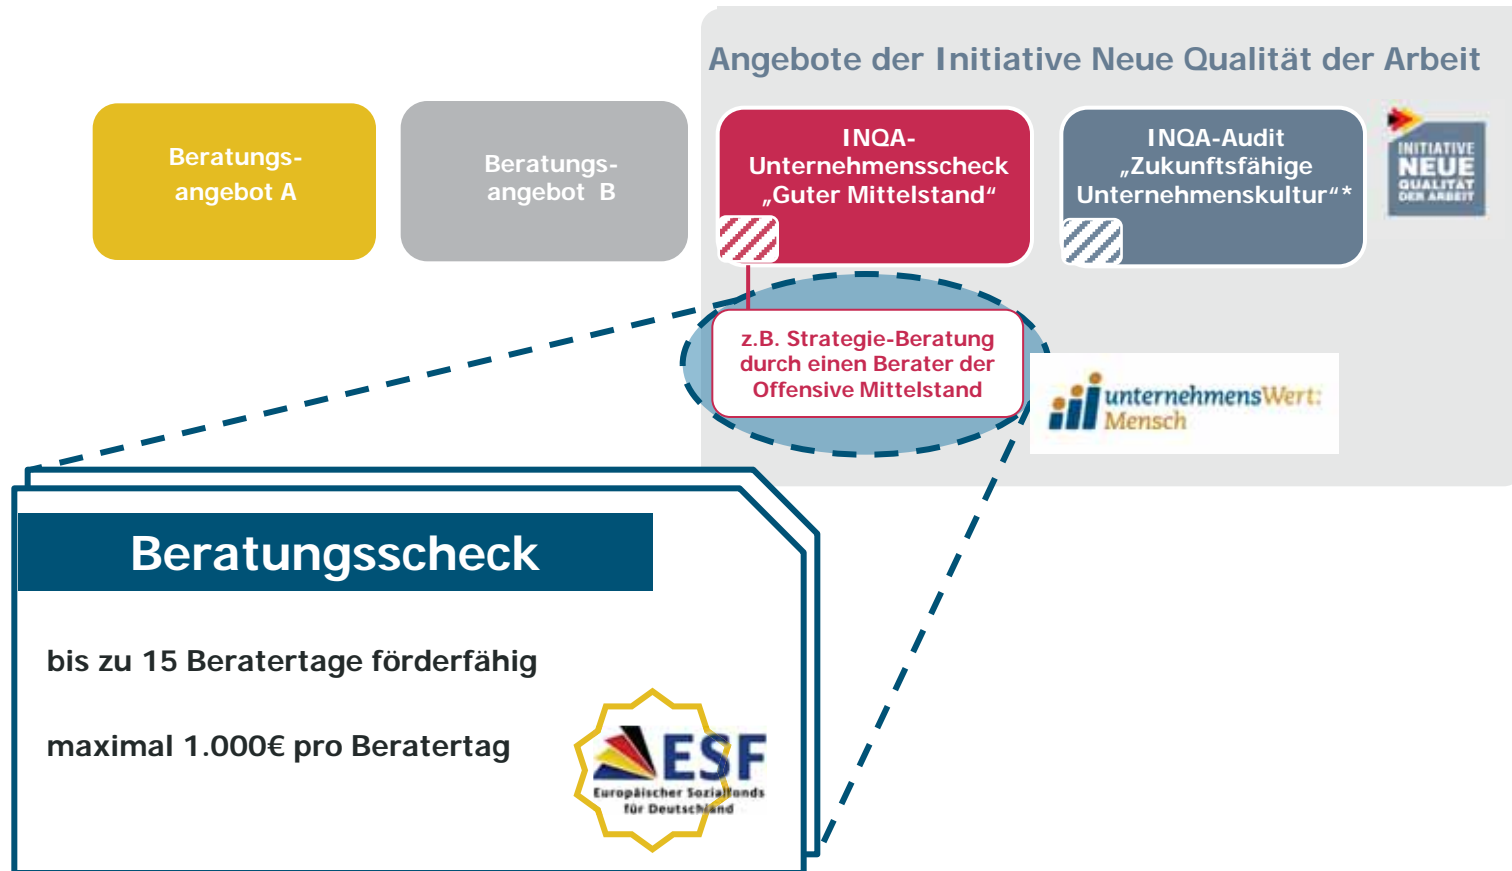 Angebote der Initiative Neue Qualität der Arbeit
Beratungs-
angebot A
Beratungs-
angebot B
INQA-
Unternehmensscheck
„Guter Mittelstand“
INQA-Audit
„Zukunftsfähige
Unternehmenskultur“*
INITIATIVE
NEUE
QUALITÄT
DER ARBEIT
z.B. Strategie-Beratung
durch einen Berater der
Offensive Mittelstand
unternehmensWert:
Mensch
Beratungsscheck
bis zu 15 Beratertage förderfähig
maximal 1.000€ pro Beratertag
ESF
Europäischer Sozialfonds
für Deutschland